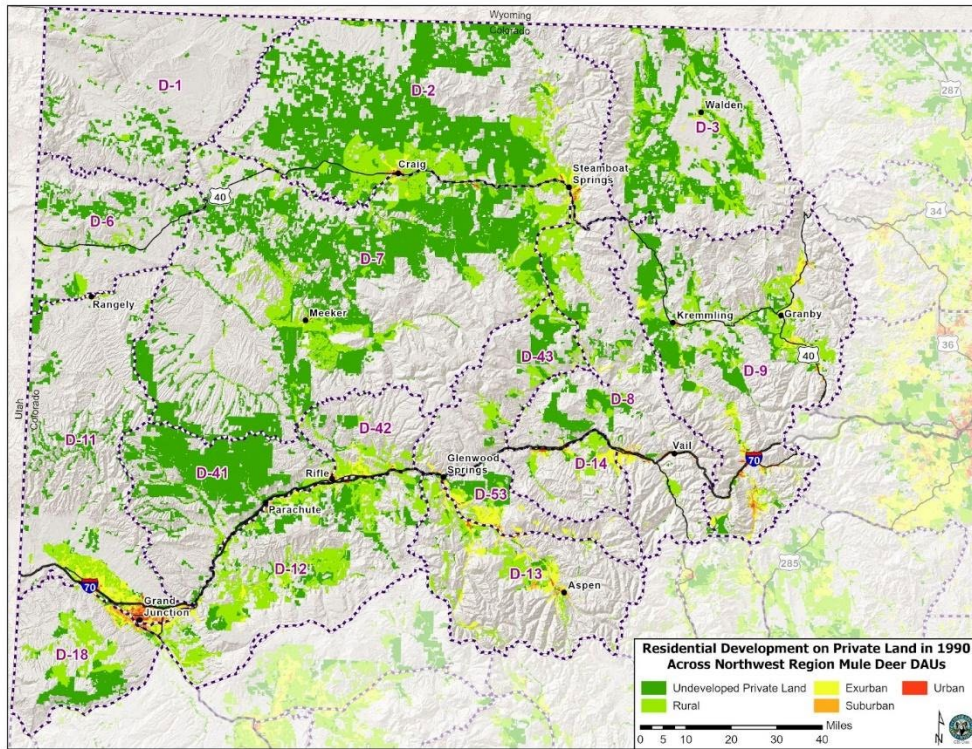 Wyoming
Colorado
D-1
D-2
287
Walden
D-3
Craig
Steamboat
Springs
40
34
D-6
D-7
Rangely
Meeker
Kremmling
Granby
36
D-43
40
D-9
Utah
Colorado
D-8
D-42
D-11
Glenwood
Springs
Vail
70
D-14
D-41
Rifle
D-53
Parachute
285
D-12
D-13
Aspen
70
Grand
Junction
D-18
Residential Development on Private Land in 1990
Across Northwest Region Mule Deer DAUs
Undeveloped Private Land
Exurban
Urban
Rural
Suburban
Miles
0 5 10 20 30 40
N